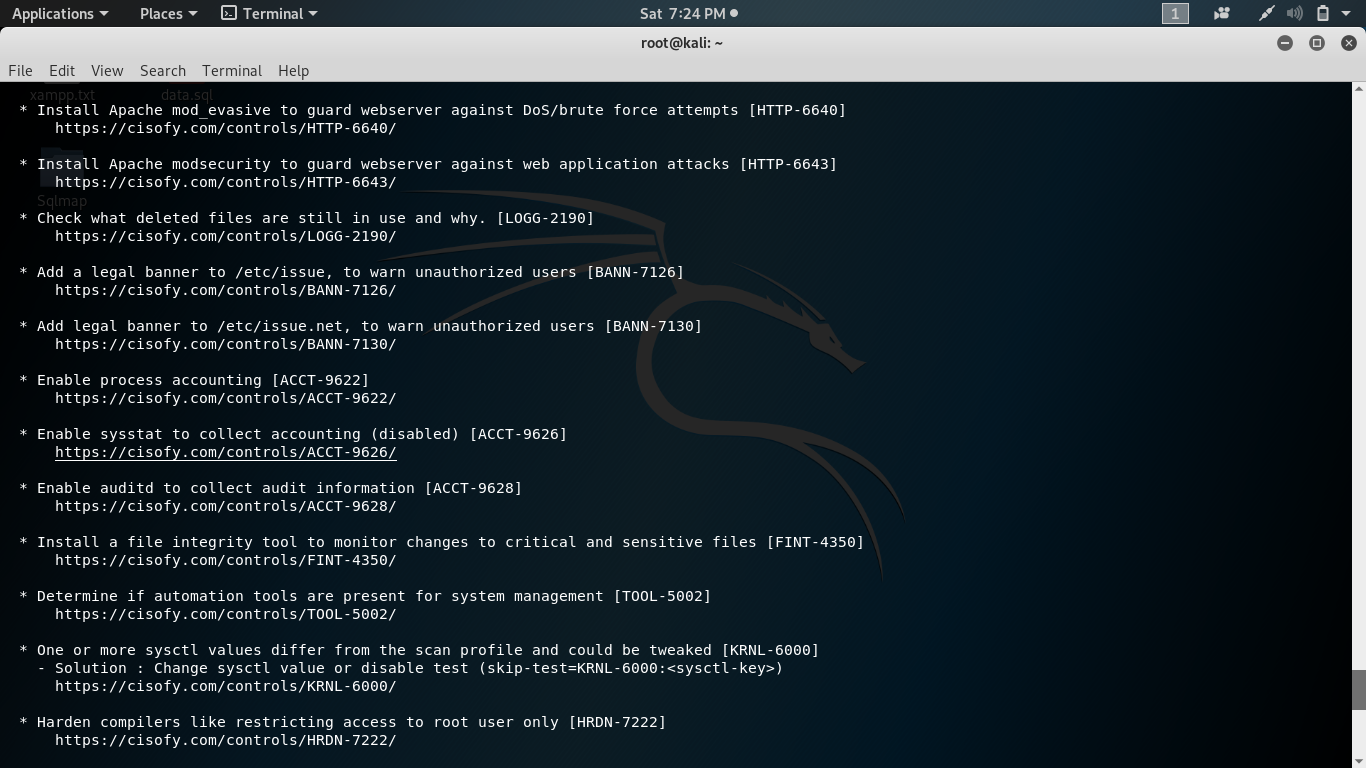 Applications Places Terminal Sat 7:24 PM 1
root@kali: ~
File Edit View Search Terminal Help
xampp.txt data.sql
* Install Apache mod_evasive to guard webserver against DoS/brute force attempts [HTTP-6640]
https://cisofy.com/controls/HTTP-6640/
* Install Apache modsecurity to guard webserver against web application attacks [HTTP-6643]
https://cisofy.com/controls/HTTP-6643/
Sqlmap
* Check what deleted files are still in use and why. [LOGG-2190]
https://cisofy.com/controls/LOGG-2190/
* Add a legal banner to /etc/issue, to warn unauthorized users [BANN-7126]
https://cisofy.com/controls/BANN-7126/
* Add legal banner to /etc/issue.net, to warn unauthorized users [BANN-7130]
https://cisofy.com/controls/BANN-7130/
* Enable process accounting [ACCT-9622]
https://cisofy.com/controls/ACCT-9622/
* Enable sysstat to collect accounting (disabled) [ACCT-9626]
https://cisofy.com/controls/ACCT-9626/
* Enable auditd to collect audit information [ACCT-9628]
https://cisofy.com/controls/ACCT-9628/
* Install a file integrity tool to monitor changes to critical and sensitive files [FINT-4350]
https://cisofy.com/controls/FINT-4350/
* Determine if automation tools are present for system management [TOOL-5002]
https://cisofy.com/controls/TOOL-5002/
* One or more sysctl values differ from the scan profile and could be tweaked [KRNL-6000]
- Solution : Change sysctl value or disable test (skip-test=KRNL-6000:<sysctl-key>)
https://cisofy.com/controls/KRNL-6000/
* Harden compilers like restricting access to root user only [HRDN-7222]
https://cisofy.com/controls/HRDN-7222/